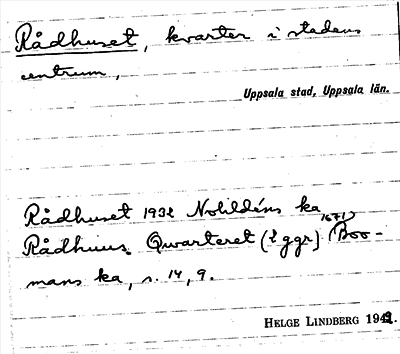 Rådhuset, kvarter i stadens
centrum,
Uppsala stad, Uppsala län.
Rådhuset 1932 Nohldéns ka
1671)
Rådhuus Qwarteret (2 ggr) (Boo-
mans ka, s. 14, 9.
HELGE LINDBERG 1942.